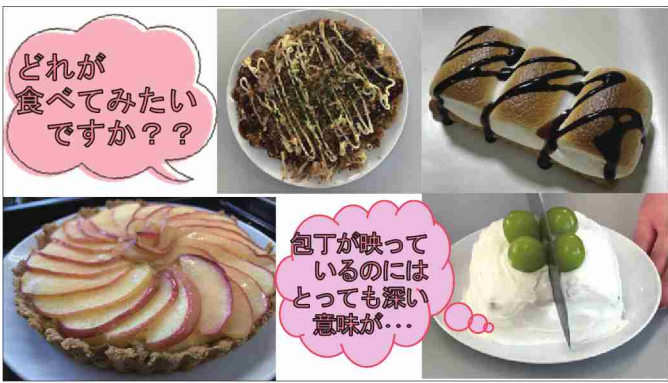 どれが
食べてみたい
ですか？？
包丁が映って
いるのには
とっても深い
意味が･･･